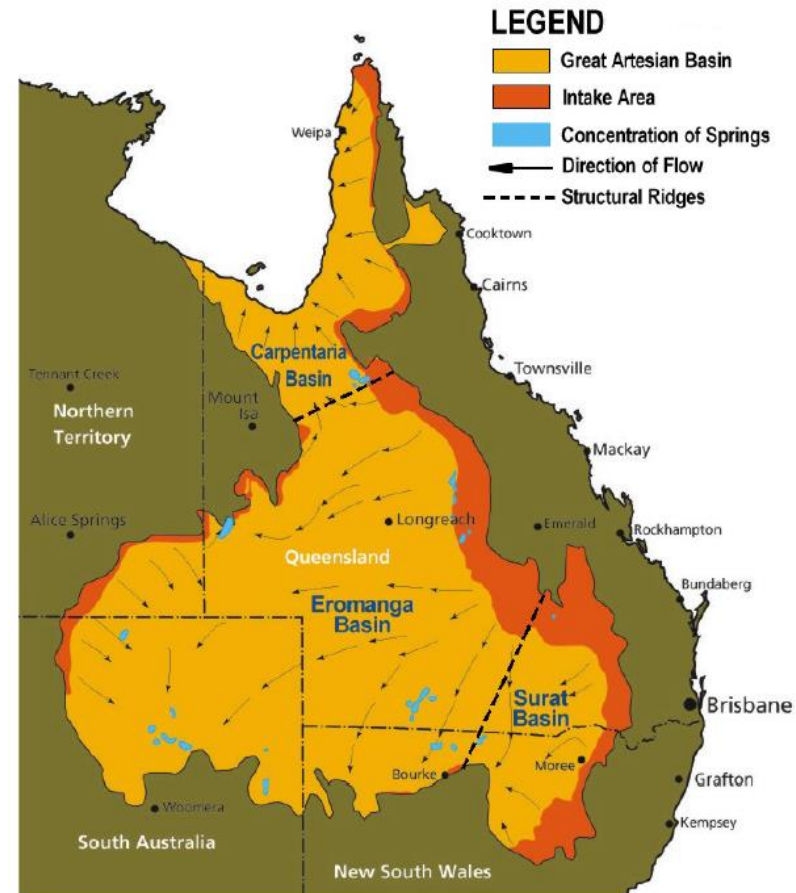 LEGEND
Great Artesian Basin
Intake Area
Concentration of Springs
Direction of Flow
Structural Ridges
Weipa
Cooktown
Cairns
Carpentaria
Basin
Townsville
Tennant Creek
Mount
Isa
Northern
Territory
Mackay
Alice Springs
Longreach
Emerald
Rockhampton
Queensland
Bundaberg
Eromanga
Basin
Surat
Basin
Brisbane
Bourke
Moree
Grafton
Woomera
Kempsey
South Australia
New South Wales